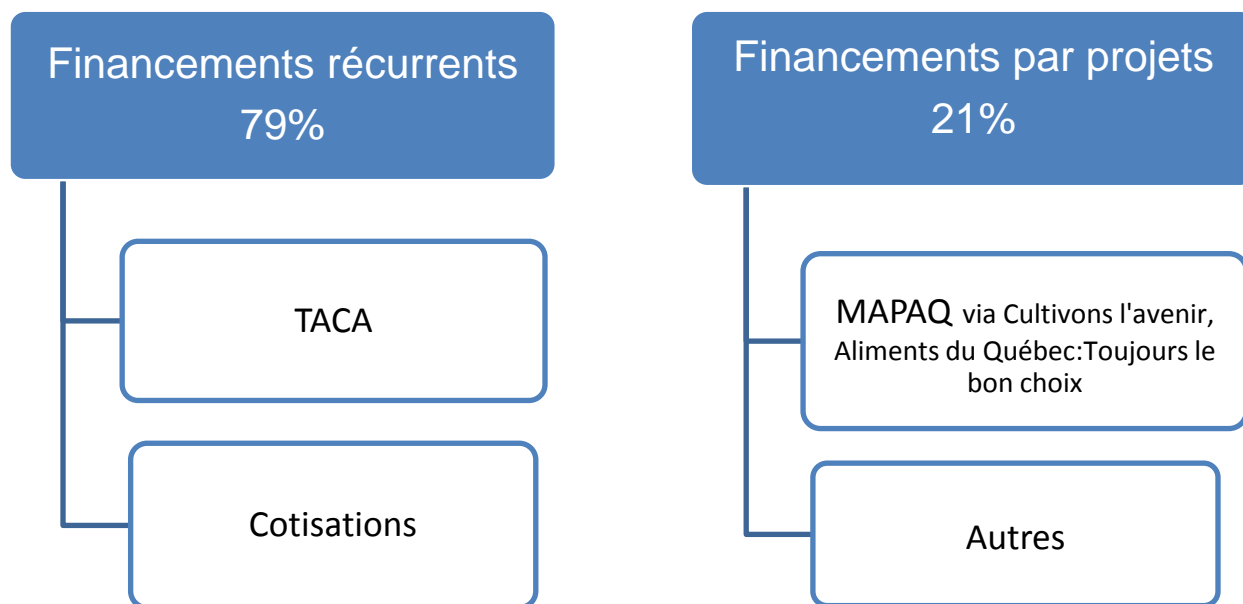 Financements récurrents
79%
TACA
Cotisations
Financements par projets
21%
MAPAQ via Cultivons l'avenir,
Aliments du Québec:Toujours le
bon choix
Autres